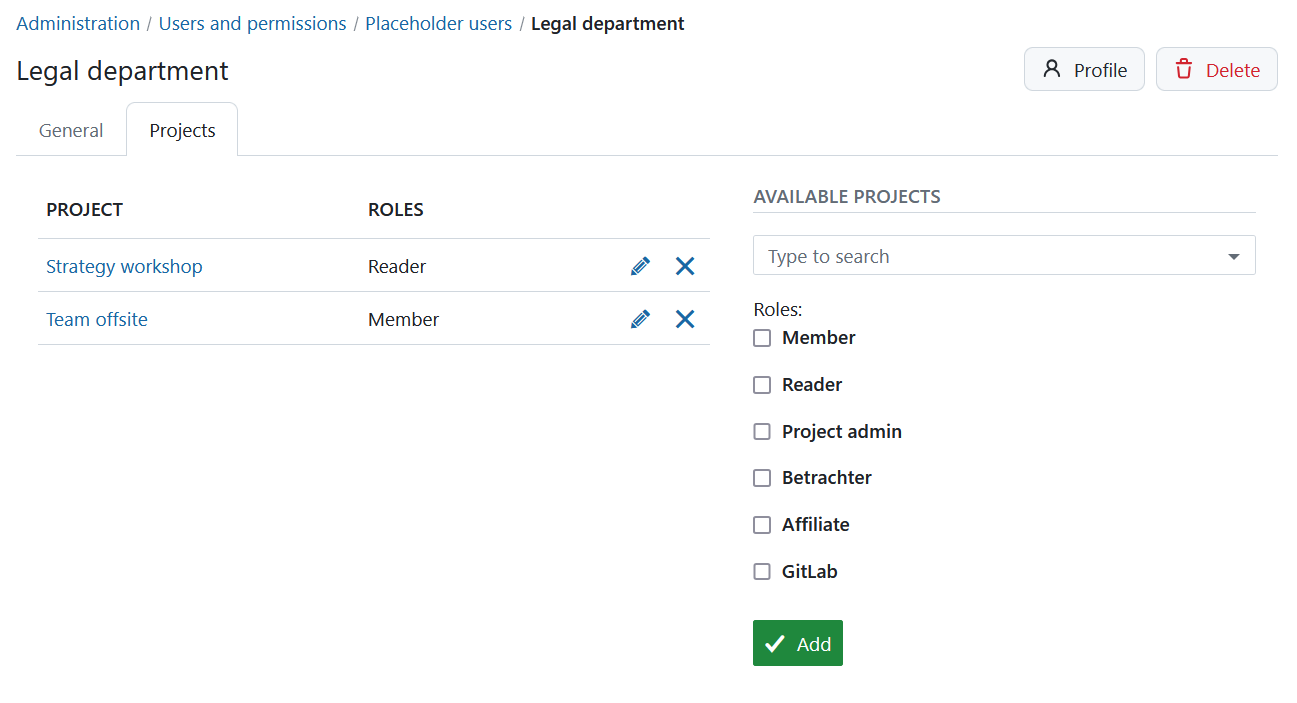 Administration / Users and permissions / Placeholder users / Legal department
Legal department
Profile
Delete
General
Projects
PROJECT ROLES
Strategy workshop Reader
Team offsite Member
AVAILABLE PROJECTS
Type to search
Roles:
Member
Reader
Project admin
Betrachter
Affiliate
GitLab
Add